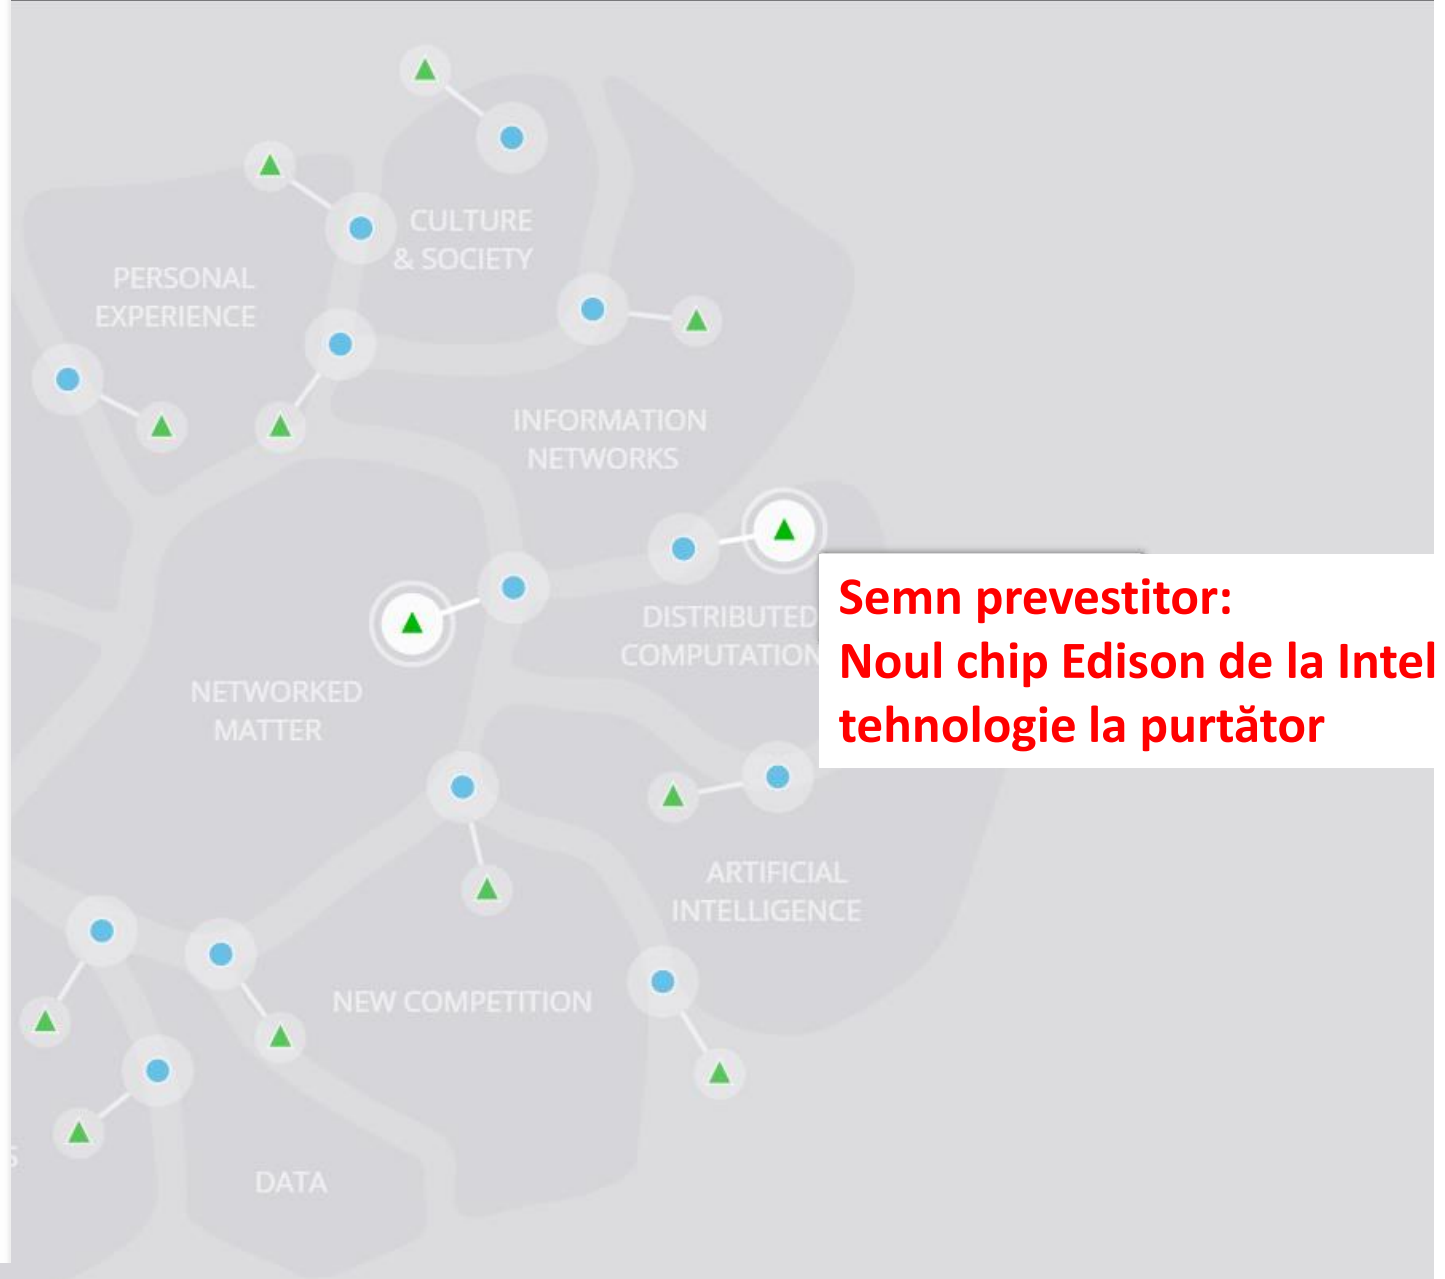 CULTURE
& SOCIETY
PERSONAL
EXPERIENCE
INFORMATION
NETWORKS
Semn prevestitor:
Noul chip Edison de la Intel
tehnologie la purtător
DISTRIBUTED
COMPUTATION
NETWORKED
MATTER
ARTIFICIAL
INTELLIGENCE
NEW COMPETITION
DATA